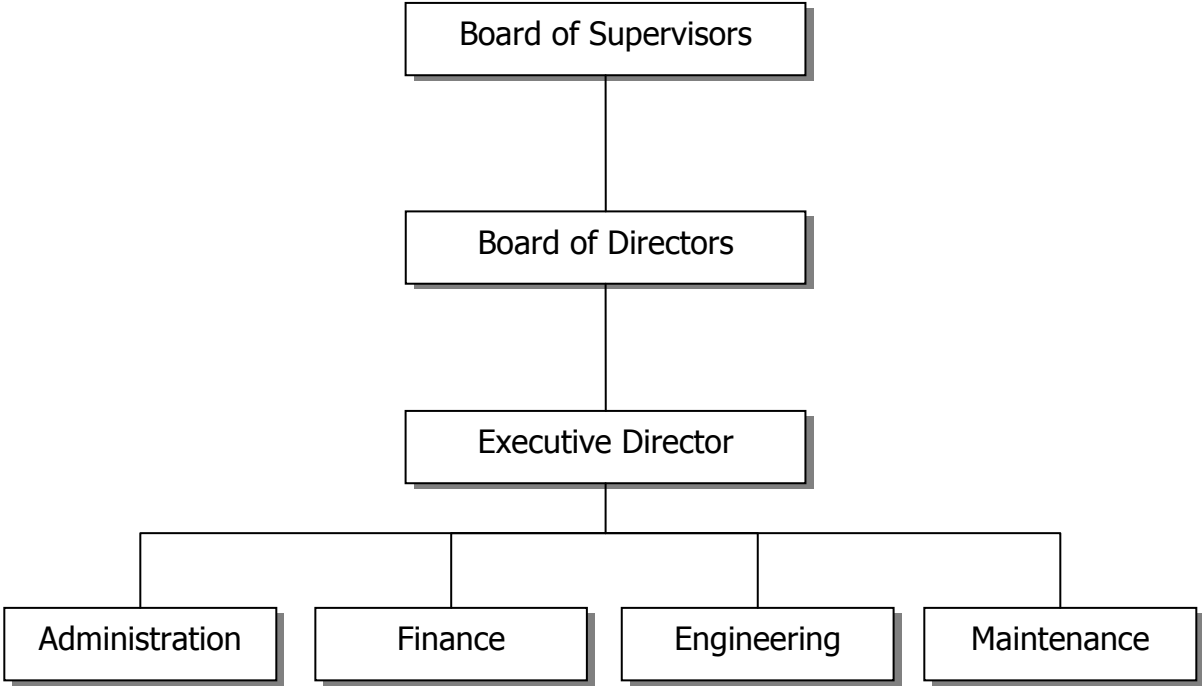 Board of Supervisors
Board of Directors
Executive Director
Administration
Finance
Engineering
Maintenance